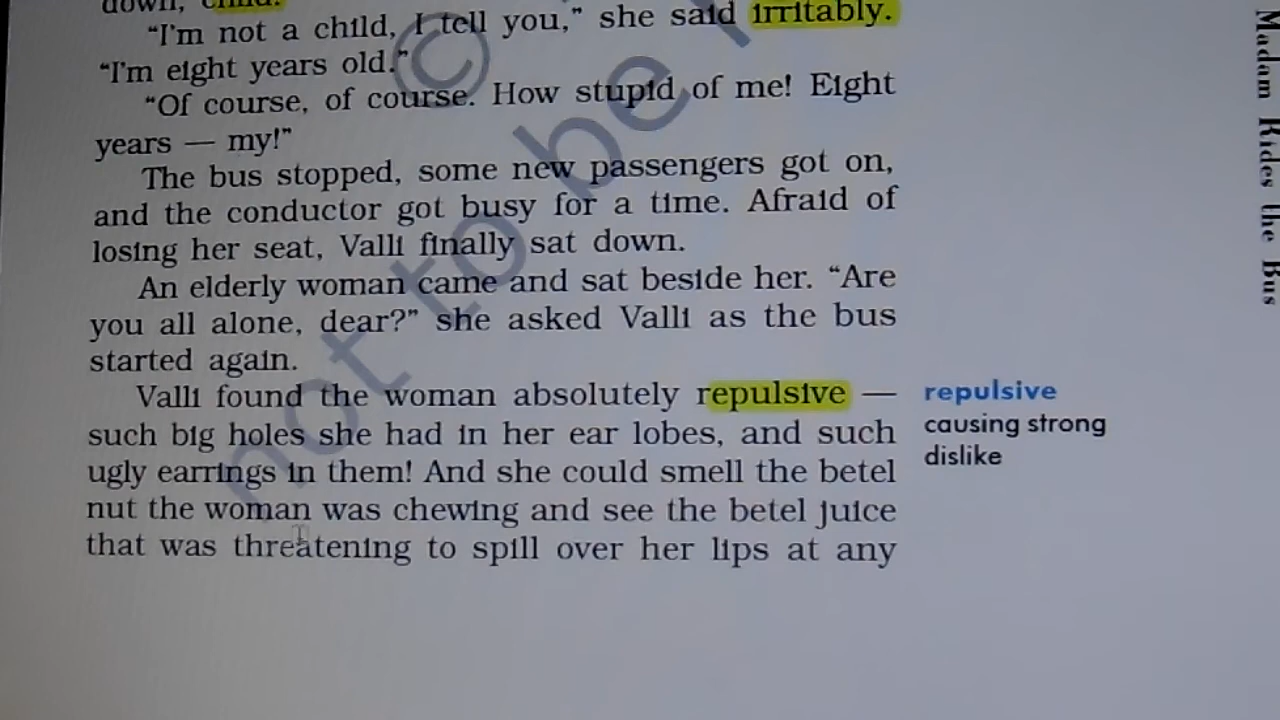 down, child.
“I'm not a child, I tell you,” she said irritably.
“I'm eight years old.”
“Of course, of course. How stupid of me! Eight
years — my!”
The bus stopped, some new passengers got on,
and the conductor got busy for a time. Afraid of
losing her seat, Valli finally sat down.
An elderly woman came and sat beside her. “Are
you all alone, dear?” she asked Valli as the bus
started again.
Valli found the woman absolutely repulsive —
such big holes she had in her ear lobes, and such
ugly earrings in them! And she could smell the betel
nut the woman was chewing and see the betel juice
that was threatening to spill over her lips at any
repulsive
causing strong
dislike
Madam Rides the Bus
©
not to be